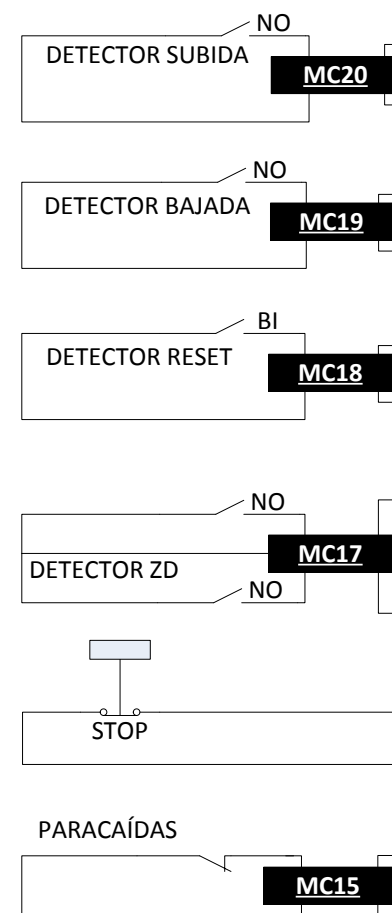 NO
DETECTOR SUBIDA
MC20
NO
DETECTOR BAJADA
MC19
BI
DETECTOR RESET
MC18
NO
MC17
DETECTOR ZD
NO
STOP
PARACAÍDAS
MC15